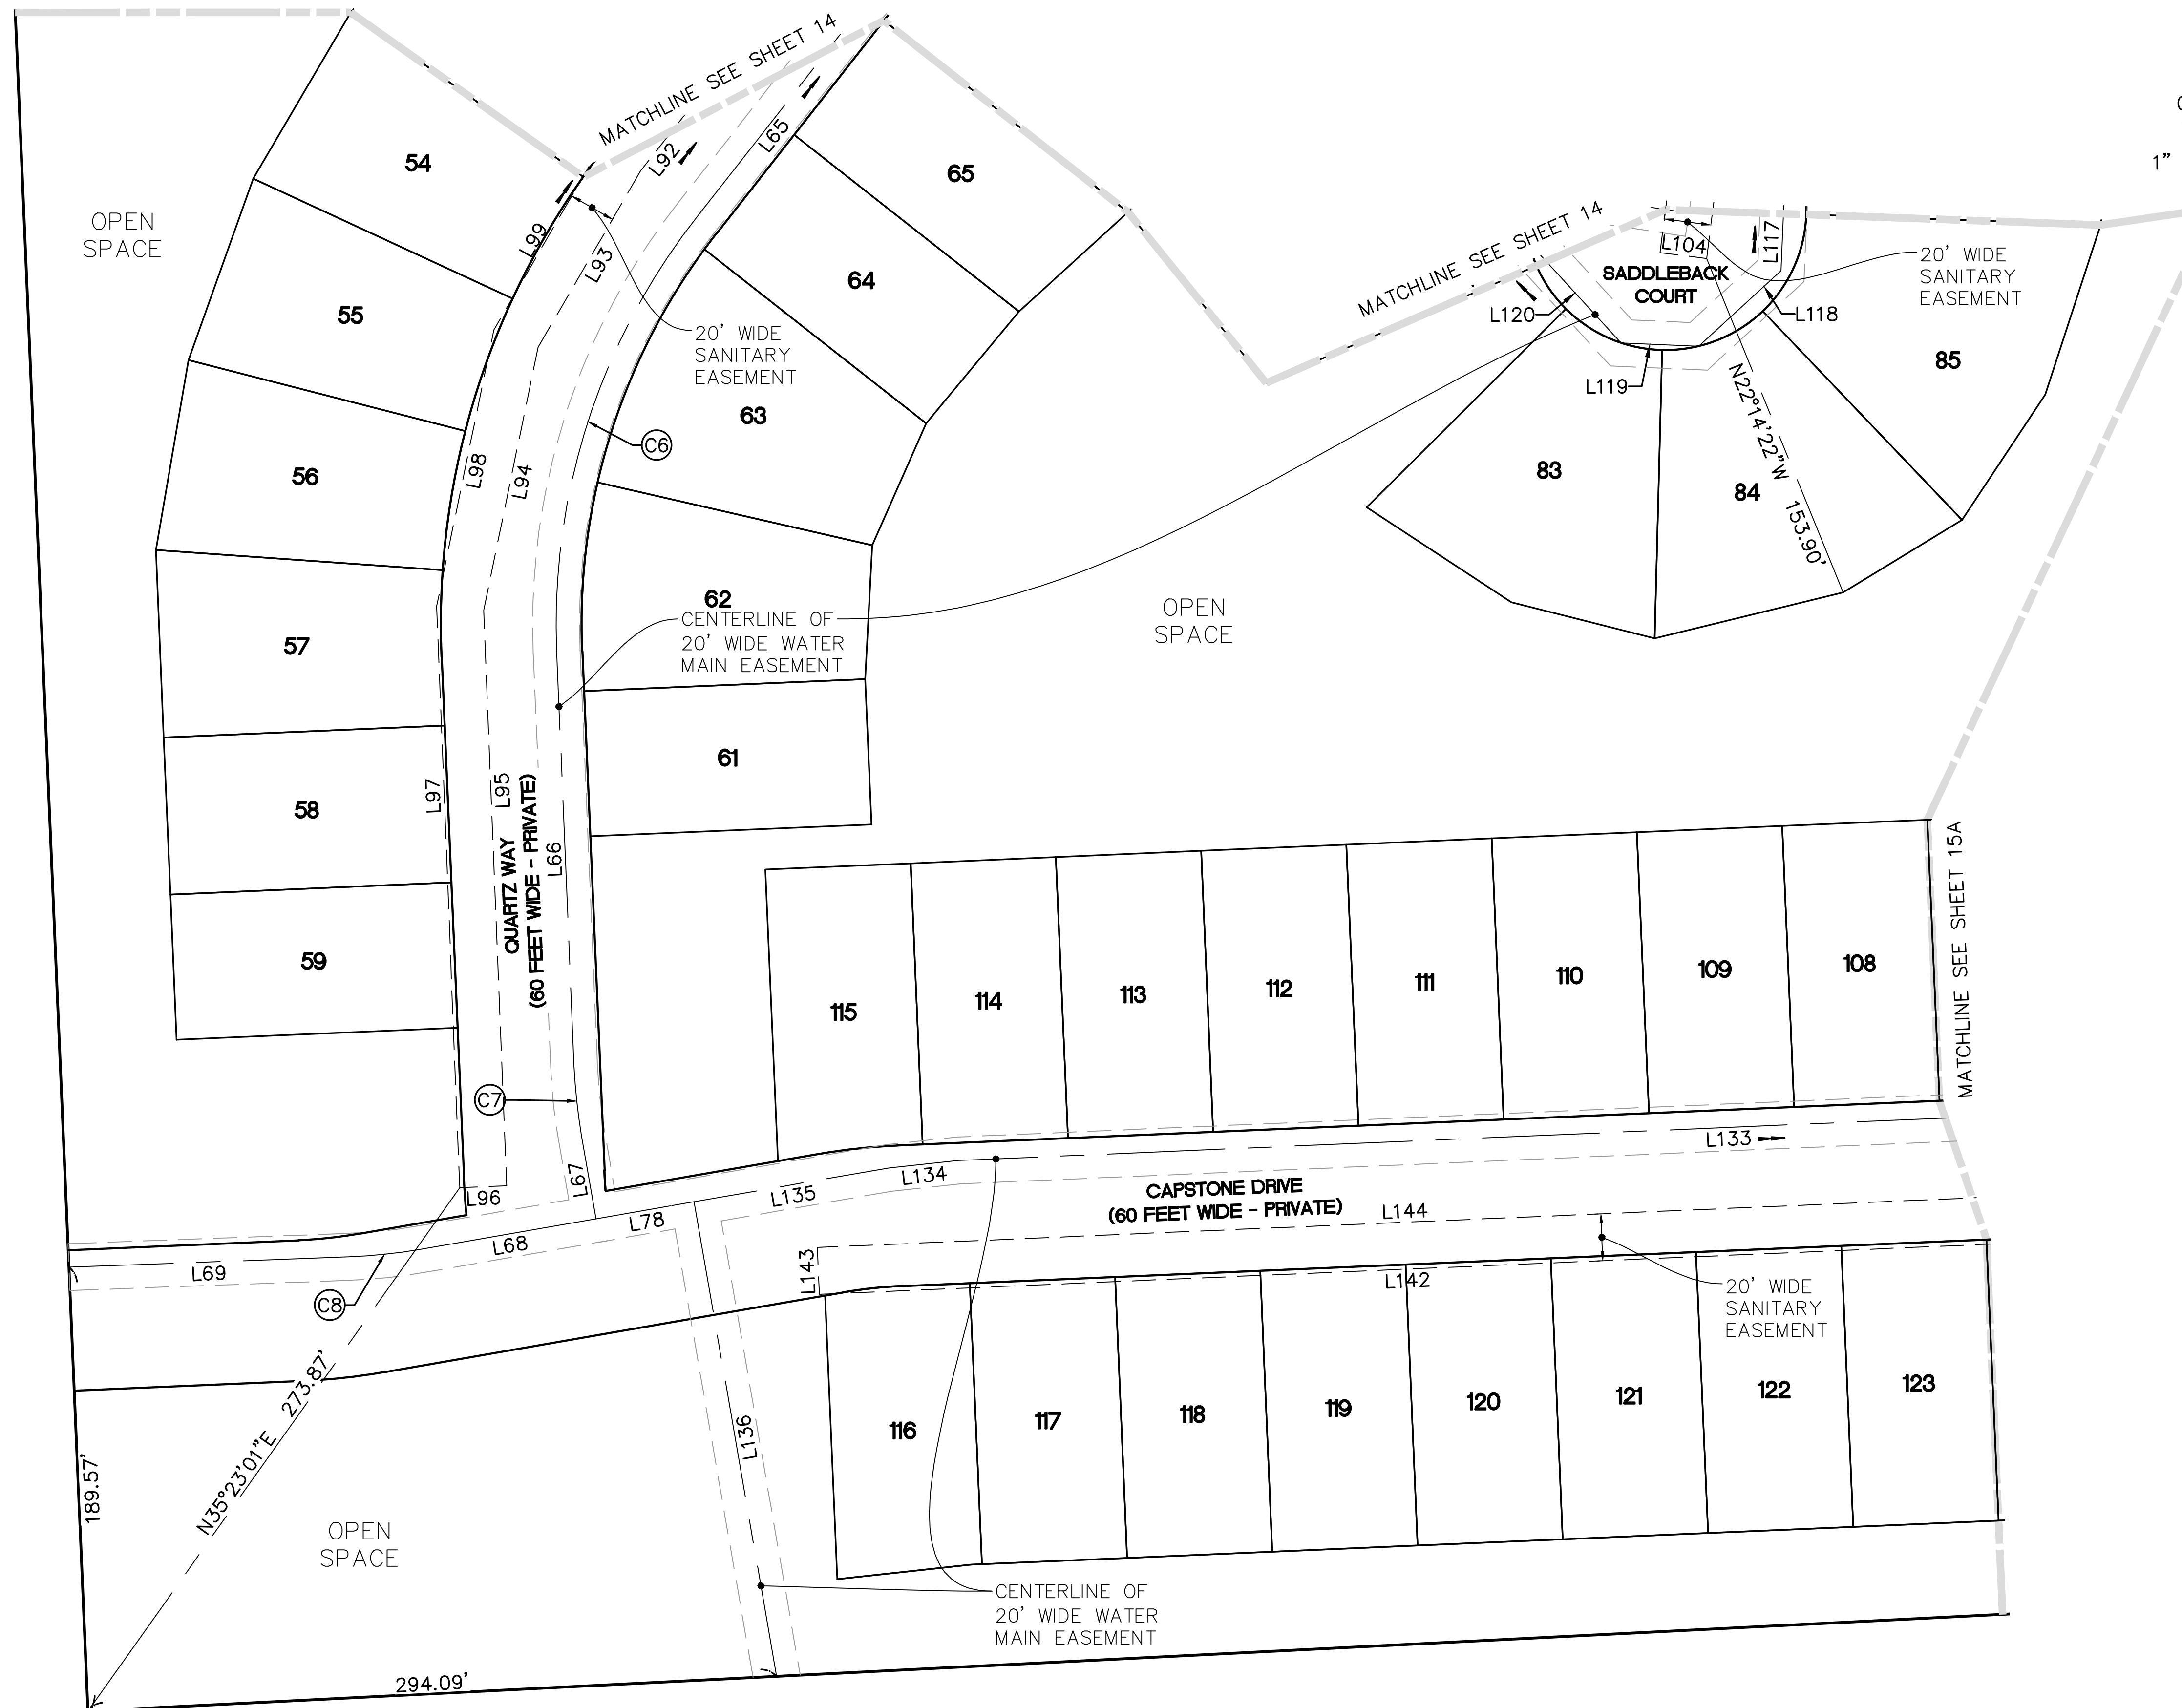 MATCHLINE SEE SHEET 14
1"
54
L92
L65
65
OPEN
SPACE
L99
L93
MATCHLINE SEE SHEET 14
L104
L117
SADDLEBACK
COURT
20' WIDE
SANITARY
EASEMENT
64
55
L120
L118
20' WIDE
SANITARY
EASEMENT
85
L119
63
C6
N22°14'22"W 153.90'
56
L98
L94
83
84
62
CENTERLINE OF
20' WIDE WATER
MAIN EASEMENT
OPEN
SPACE
57
61
L97
L95
58
QUARTZ WAY
(60 FEET WIDE - PRIVATE)
L66
MATCHLINE SEE SHEET 15A
59
115
114
113
112
111
110
109
108
C7
L133
L67
L96
L135
L134
CAPSTONE DRIVE
(60 FEET WIDE - PRIVATE)
L144
L78
L68
L69
L143
L142
C8
20' WIDE
SANITARY
EASEMENT
N35°23'01"E 273.87'
116
117
118
119
120
121
122
123
L136
189.57'
OPEN
SPACE
CENTERLINE OF
20' WIDE WATER
MAIN EASEMENT
294.09'